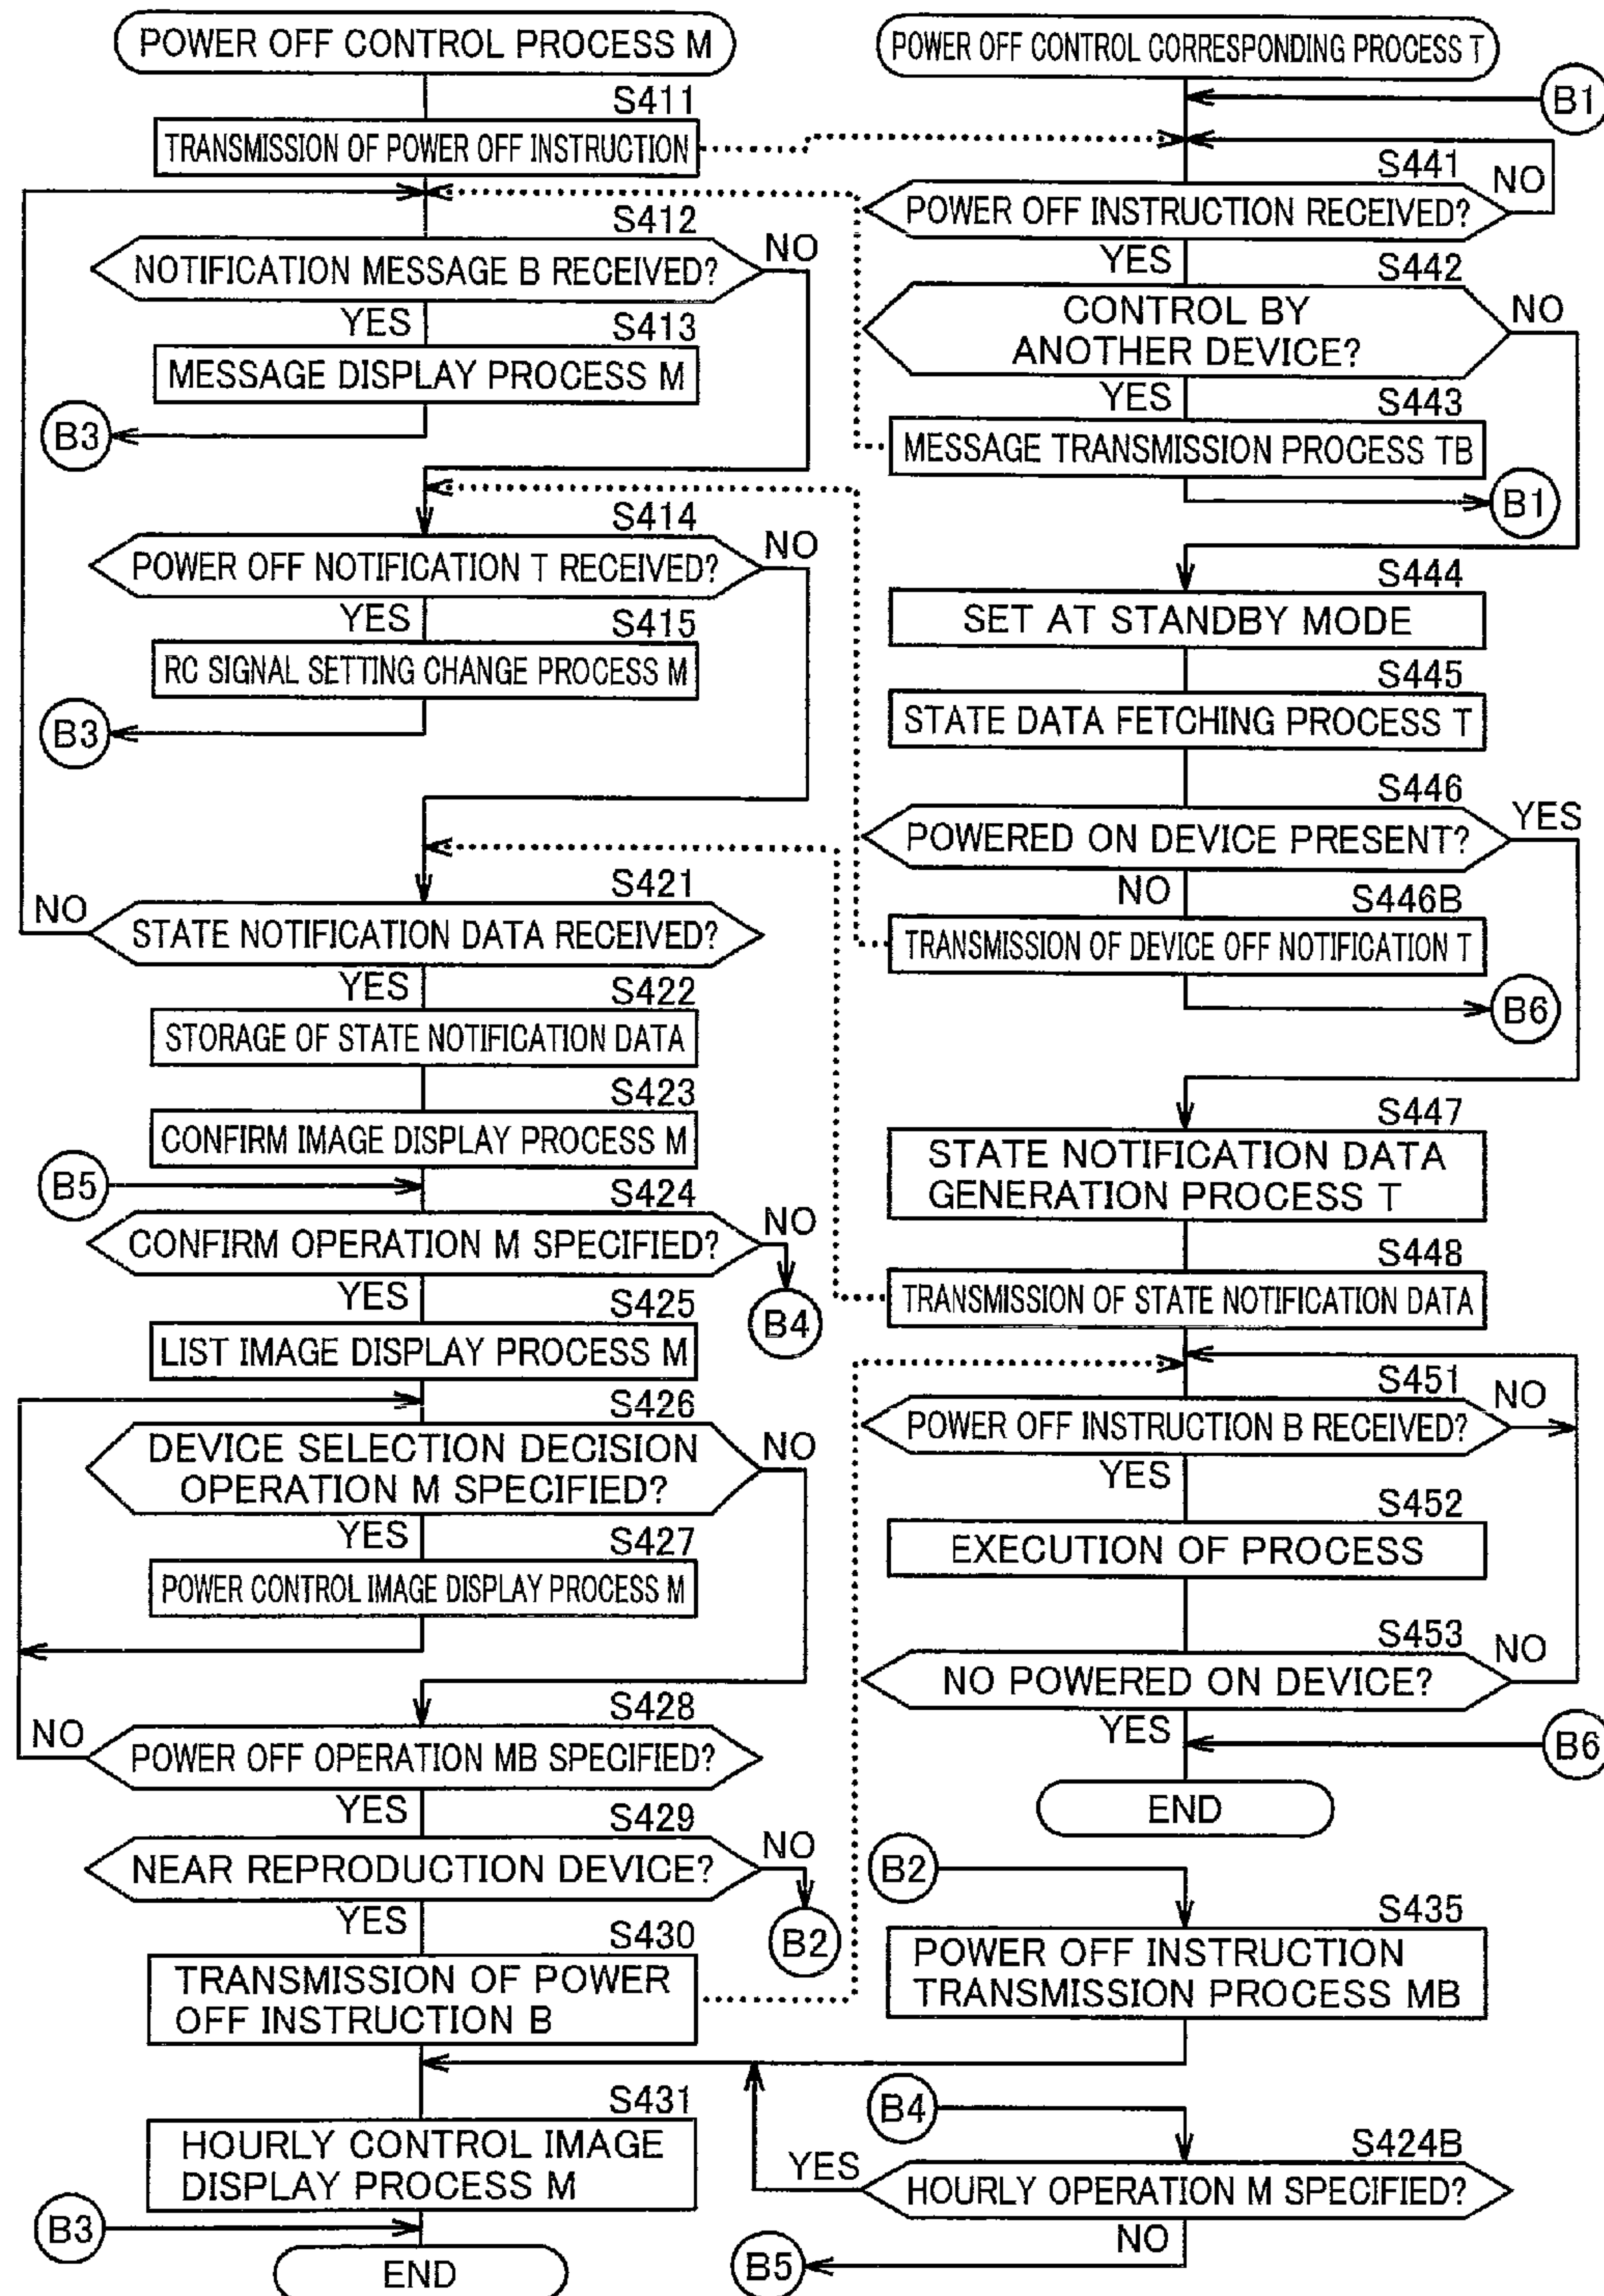 POWER OFF CONTROL PROCESS M
S411
TRANSMISSION OF POWER OFF INSTRUCTION
S412
NOTIFICATION MESSAGE B RECEIVED?
NO
YES
S413
MESSAGE DISPLAY PROCESS M
B3
S414
POWER OFF NOTIFICATION T RECEIVED?
NO
YES
S415
RC SIGNAL SETTING CHANGE PROCESS M
B3
S421
NO
STATE NOTIFICATION DATA RECEIVED?
YES
S422
STORAGE OF STATE NOTIFICATION DATA
S423
CONFIRM IMAGE DISPLAY PROCESS M
B5
S424
CONFIRM OPERATION M SPECIFIED?
NO
B4
YES
S425
LIST IMAGE DISPLAY PROCESS M
S426
DEVICE SELECTION DECISION
OPERATION M SPECIFIED?
NO
YES
S427
POWER CONTROL IMAGE DISPLAY PROCESS M
S428
NO
POWER OFF OPERATION MB SPECIFIED?
YES
S429
NEAR REPRODUCTION DEVICE?
NO
B2
YES
S430
TRANSMISSION OF POWER
OFF INSTRUCTION B
S431
HOURLY CONTROL IMAGE
DISPLAY PROCESS M
B3
END
POWER OFF CONTROL CORRESPONDING PROCESS T
B1
S441
POWER OFF INSTRUCTION RECEIVED?
NO
YES
S442
CONTROL BY
ANOTHER DEVICE?
NO
YES
S443
MESSAGE TRANSMISSION PROCESS TB
B1
S444
SET AT STANDBY MODE
S445
STATE DATA FETCHING PROCESS T
S446
POWERED ON DEVICE PRESENT?
YES
NO
S446B
TRANSMISSION OF DEVICE OFF NOTIFICATION T
B6
S447
STATE NOTIFICATION DATA
GENERATION PROCESS T
S448
TRANSMISSION OF STATE NOTIFICATION DATA
S451
POWER OFF INSTRUCTION B RECEIVED?
NO
YES
S452
EXECUTION OF PROCESS
S453
NO POWERED ON DEVICE?
NO
YES
B6
END
B2
S435
POWER OFF INSTRUCTION
TRANSMISSION PROCESS MB
B4
S424B
YES
HOURLY OPERATION M SPECIFIED?
NO
B5